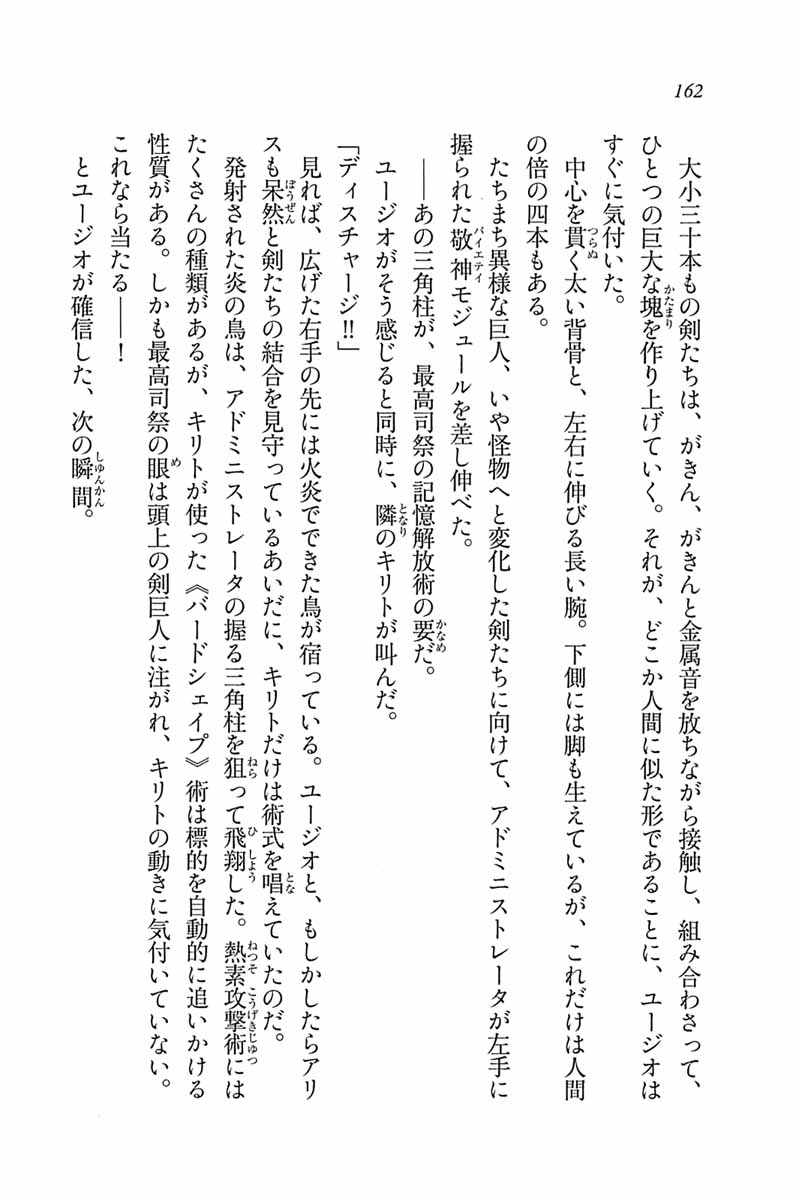 162
大小三十本もの剣たちは、がきん、がきんと金属音を放ちながら接触し、組み合わさって、
ひとつの巨大な塊を作り上げていく。それが、どこか人間に似た形であることに、ユージオは
すぐに気付いた。
中心を貫く太い背骨と、左右に伸びる長い腕。下側には脚も生えているが、これだけは人間
の倍の四本もある。
たちまち異様な巨人、いや怪物へと変化した剣たちに向けて、アドミニストレータが左手に
握られた敬神モジュールを差し伸べた。
——あの三角柱が、最高司祭の記憶解放術の要だ。
ユージオがそう感じると同時に、隣のキリトが叫んだ。
「ディスチャージ!!」
見れば、広げた右手の先には火炎でできた鳥が宿っている。ユージオと、もしかしたらアリ
スも呆然と剣たちの結合を見守っているあいだに、キリトだけは術式を唱えていたのだ。
発射された炎の鳥は、アドミニストレータの握る三角柱を狙って飛翔した。熱素攻撃術には
たくさんの種類があるが、キリトが使った《バードシェイプ》術は標的を自動的に追いかける
性質がある。しかも最高司祭の眼は頭上の剣巨人に注がれ、キリトの動きに気付いていない。
これなら当たる——！
とユージオが確信した、次の瞬間。